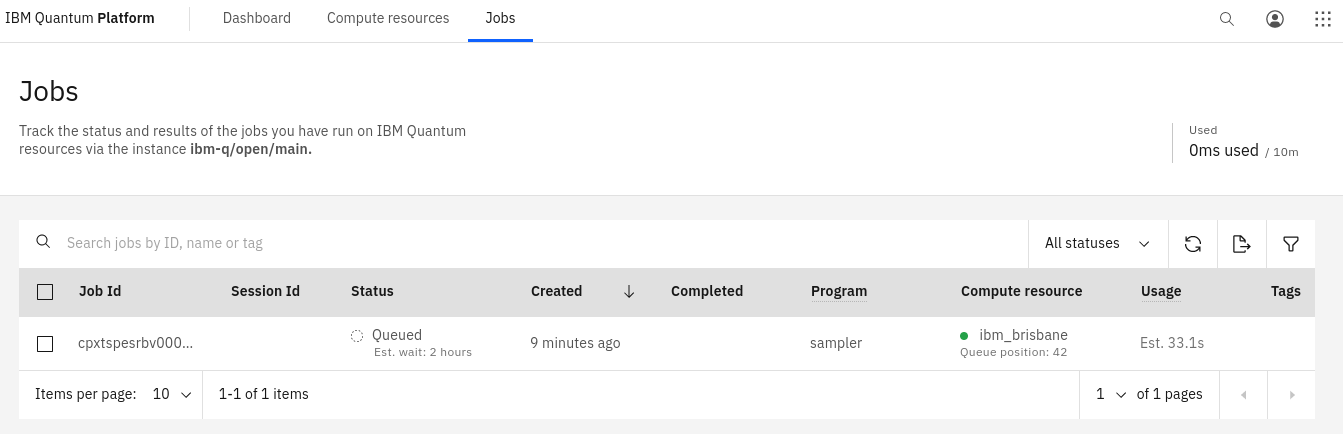 IBM Quantum Platform Dashboard Compute resources Jobs
Jobs
Track the status and results of the jobs you have run on IBM Quantum
resources via the instance ibm-q/open/main.
Used
0ms used / 10m
Search jobs by ID, name or tag All statuses
Job Id Session Id Status Created Completed Program Compute resource Usage Tags
cpxtspesrbv000... Queued 9 minutes ago sampler ibm_brisbane Est. 33.1s
Est. wait: 2 hours Queue position: 42
Items per page: 10 1-1 of 1 items 1 of 1 pages